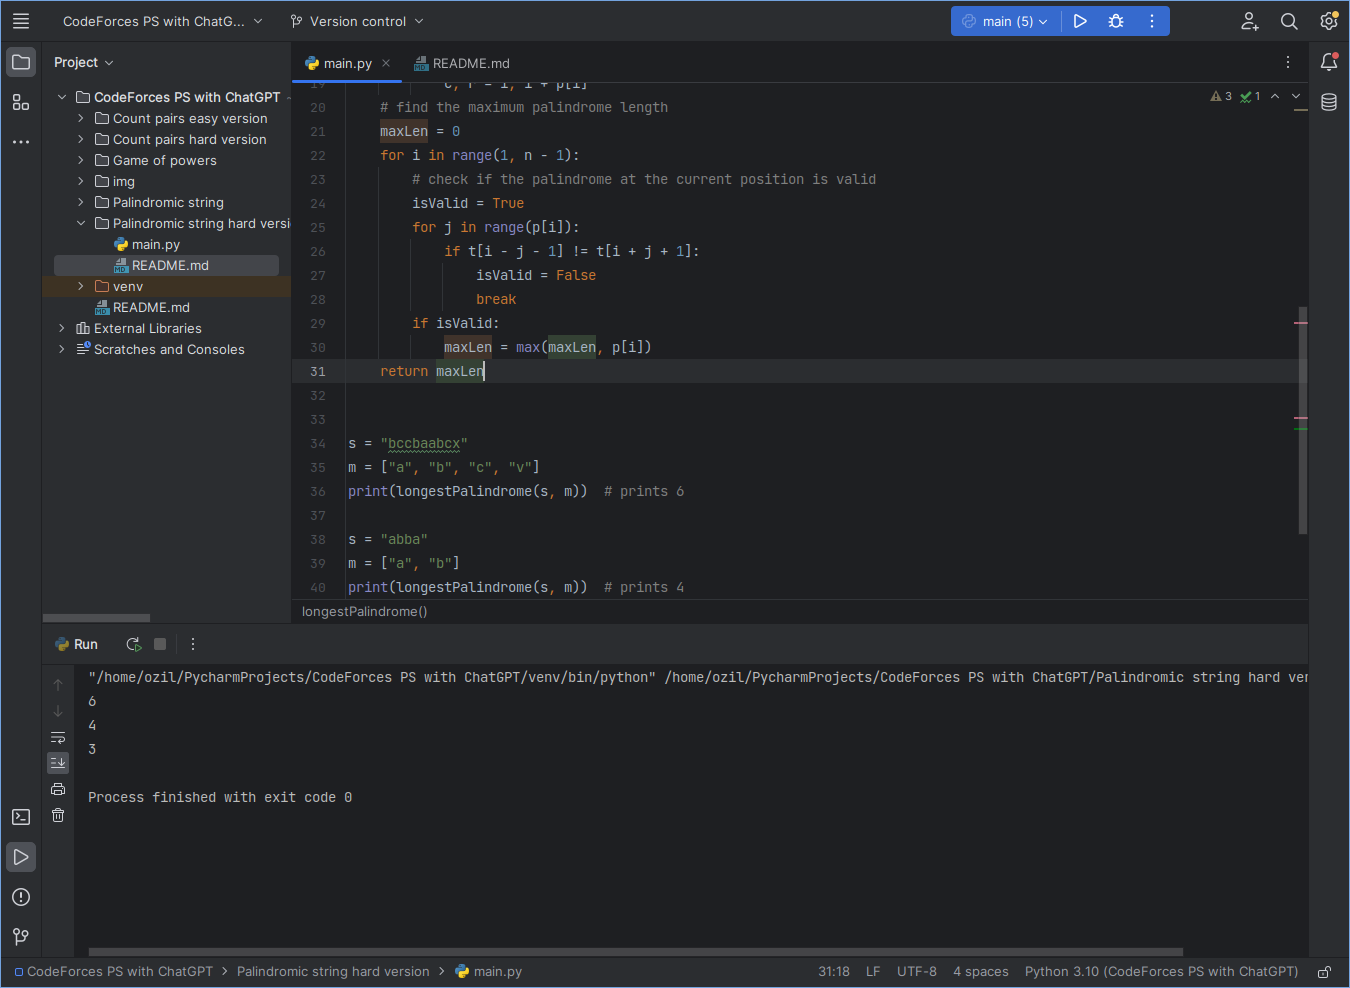 CodeForces PS with ChatG... Version control main (5)
Project
main.py README.md
CodeForces PS with ChatGPT
Count pairs easy version
Count pairs hard version
Game of powers
img
Palindromic string
Palindromic string hard versi
main.py
README.md
venv
README.md
External Libraries
Scratches and Consoles
3 1
19 c, r = i, i + p[i]
20 # find the maximum palindrome length
21 maxLen = 0
22 for i in range(1, n - 1):
23 # check if the palindrome at the current position is valid
24 isValid = True
25 for j in range(p[i]):
26 if t[i - j - 1] != t[i + j + 1]:
27 isValid = False
28 break
29 if isValid:
30 maxLen = max(maxLen, p[i])
31 return maxLen
32
33
34 s = "bccbaabcx"
35 m = ["a", "b", "c", "v"]
36 print(longestPalindrome(s, m)) # prints 6
37
38 s = "abba"
39 m = ["a", "b"]
40 print(longestPalindrome(s, m)) # prints 4
longestPalindrome()
Run
"/home/ozil/PycharmProjects/CodeForces PS with ChatGPT/venv/bin/python" /home/ozil/PycharmProjects/CodeForces PS with ChatGPT/Palindromic string hard ver
6
4
3
Process finished with exit code 0
CodeForces PS with ChatGPT > Palindromic string hard version > main.py 31:18 LF UTF-8 4 spaces Python 3.10 (CodeForces PS with ChatGPT)